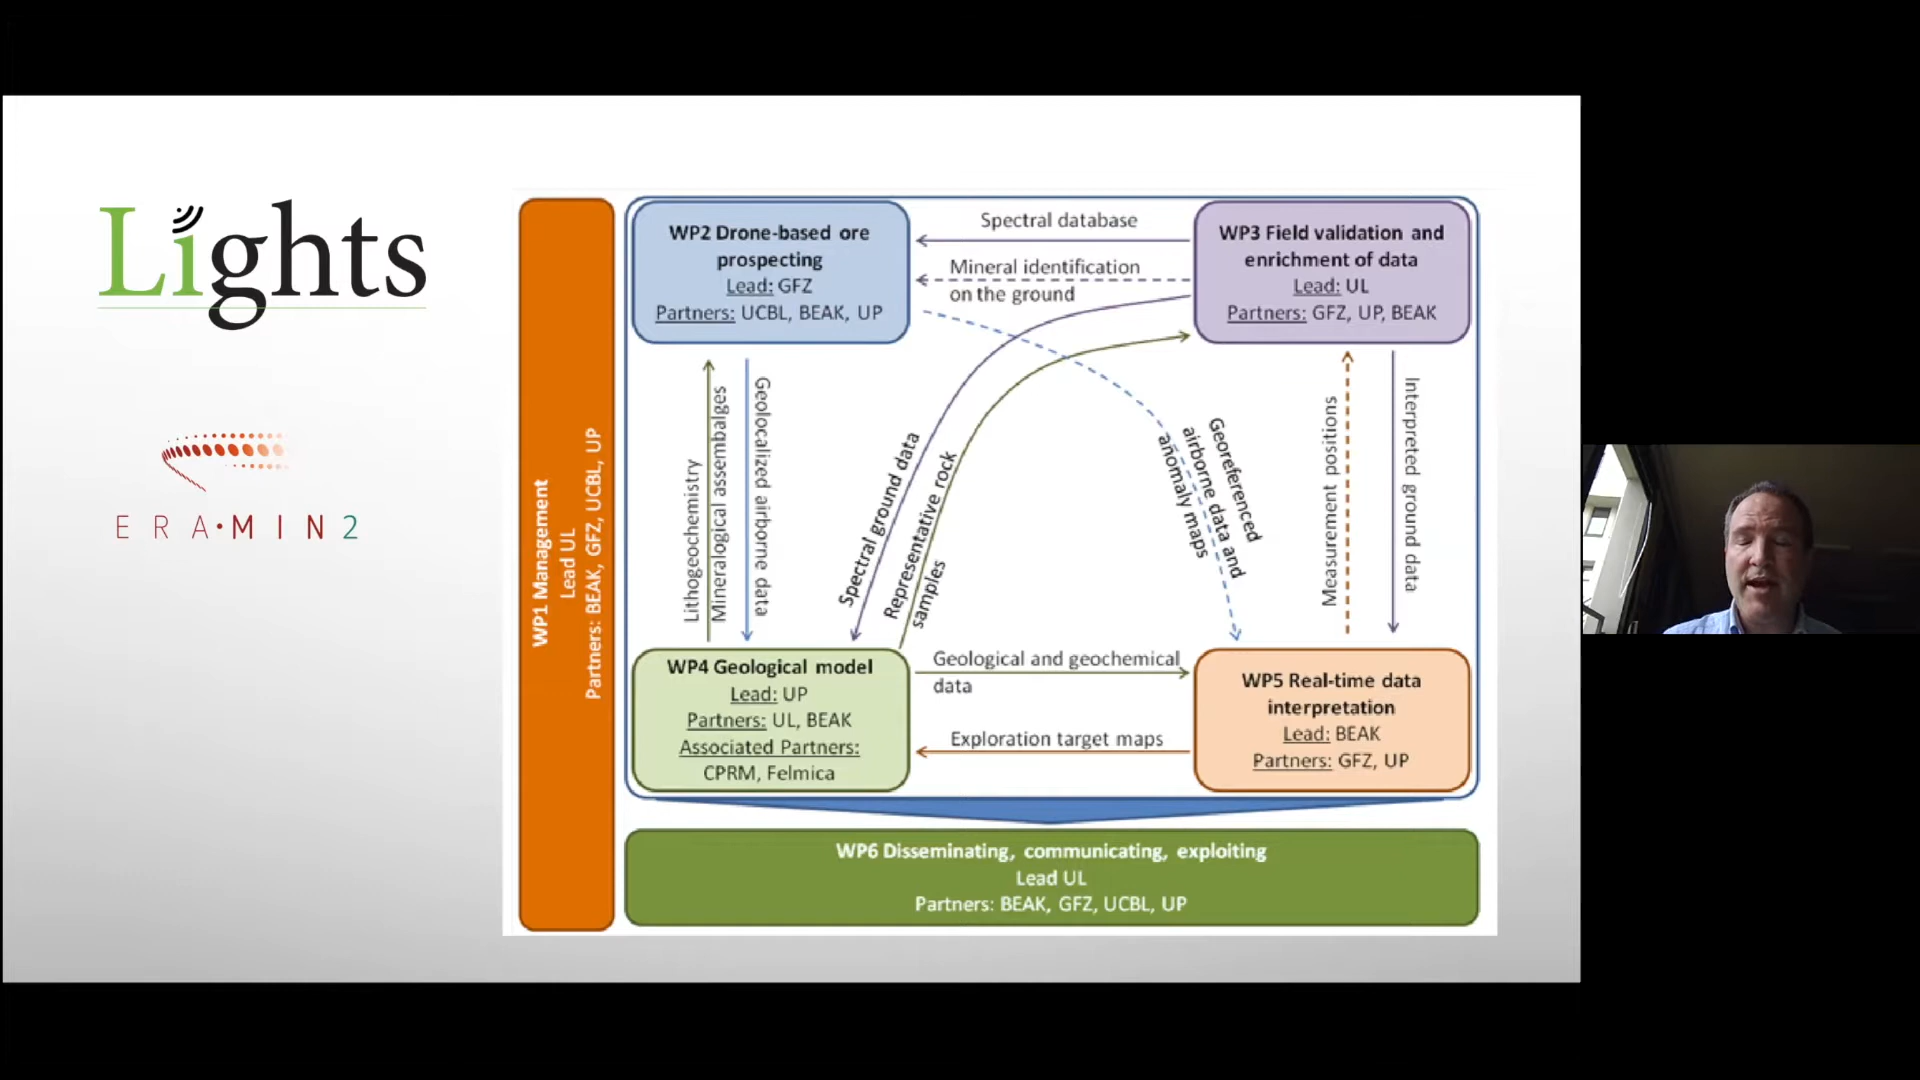 Lights
ERA·MIN2
WP1 Management
Lead UL
Partners: BEAK, GFZ, UCBL, UP
WP2 Drone-based ore
prospecting
Lead: GFZ
Partners: UCBL, BEAK, UP
Spectral database
Mineral identification
on the ground
WP3 Field validation and
enrichment of data
Lead: UL
Partners: GFZ, UP, BEAK
Lithogeochemistry
Mineralogical assembalges
Geolocalized airborne data
Spectral ground data
Representative rock
samples
Georeferenced
airborne data and
anomaly maps
Measurement positions
Interpreted ground data
WP4 Geological model
Lead: UP
Partners: UL, BEAK
Associated Partners:
CPRM, Felmica
Geological and geochemical
data
Exploration target maps
WP5 Real-time data
interpretation
Lead: BEAK
Partners: GFZ, UP
WP6 Disseminating, communicating, exploiting
Lead UL
Partners: BEAK, GFZ, UCBL, UP